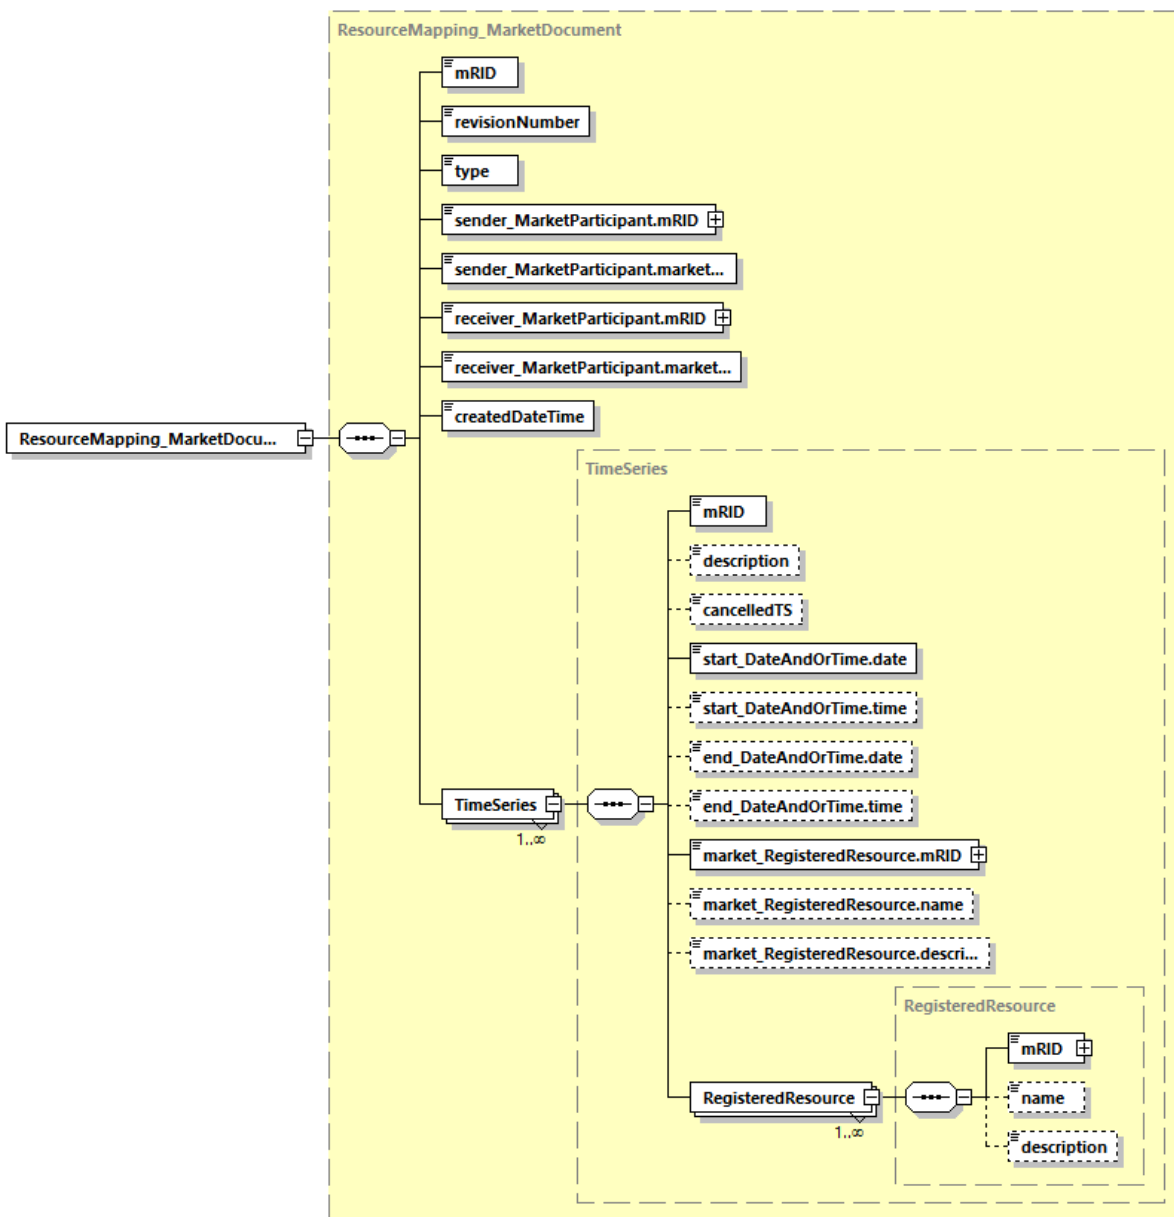 ResourceMapping_MarketDocument
mRID
revisionNumber
type
sender_MarketParticipant.mRID
sender_MarketParticipant.market...
receiver_MarketParticipant.mRID
receiver_MarketParticipant.market...
createdDateTime
ResourceMapping_MarketDocu...
TimeSeries
mRID
description
cancelledTS
start_DateAndOrTime.date
start_DateAndOrTime.time
end_DateAndOrTime.date
end_DateAndOrTime.time
TimeSeries
1..∞
market_RegisteredResource.mRID
market_RegisteredResource.name
market_RegisteredResource.descri...
RegisteredResource
mRID
name
description
RegisteredResource
1..∞